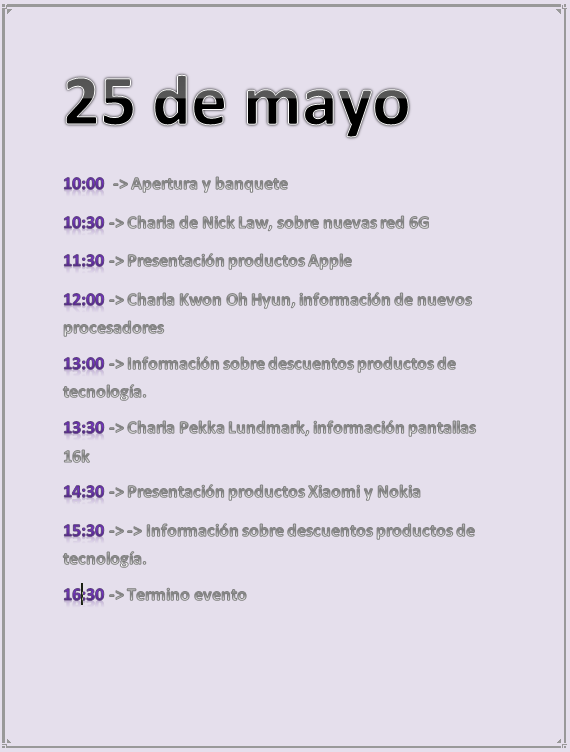 25 de mayo
10:00 -> Apertura y banquete
10:30 -> Charla de Nick Law, sobre nuevas red 6G
11:30 -> Presentación productos Apple
12:00 -> Charla Kwon Oh Hyun, información de nuevos
procesadores
13:00 -> Información sobre descuentos productos de
tecnología.
13:30 -> Charla Pekka Lundmark, información pantallas
16k
14:30 -> Presentación productos Xiaomi y Nokia
15:30 -> -> Información sobre descuentos productos de
tecnología.
16:30 -> Termino evento